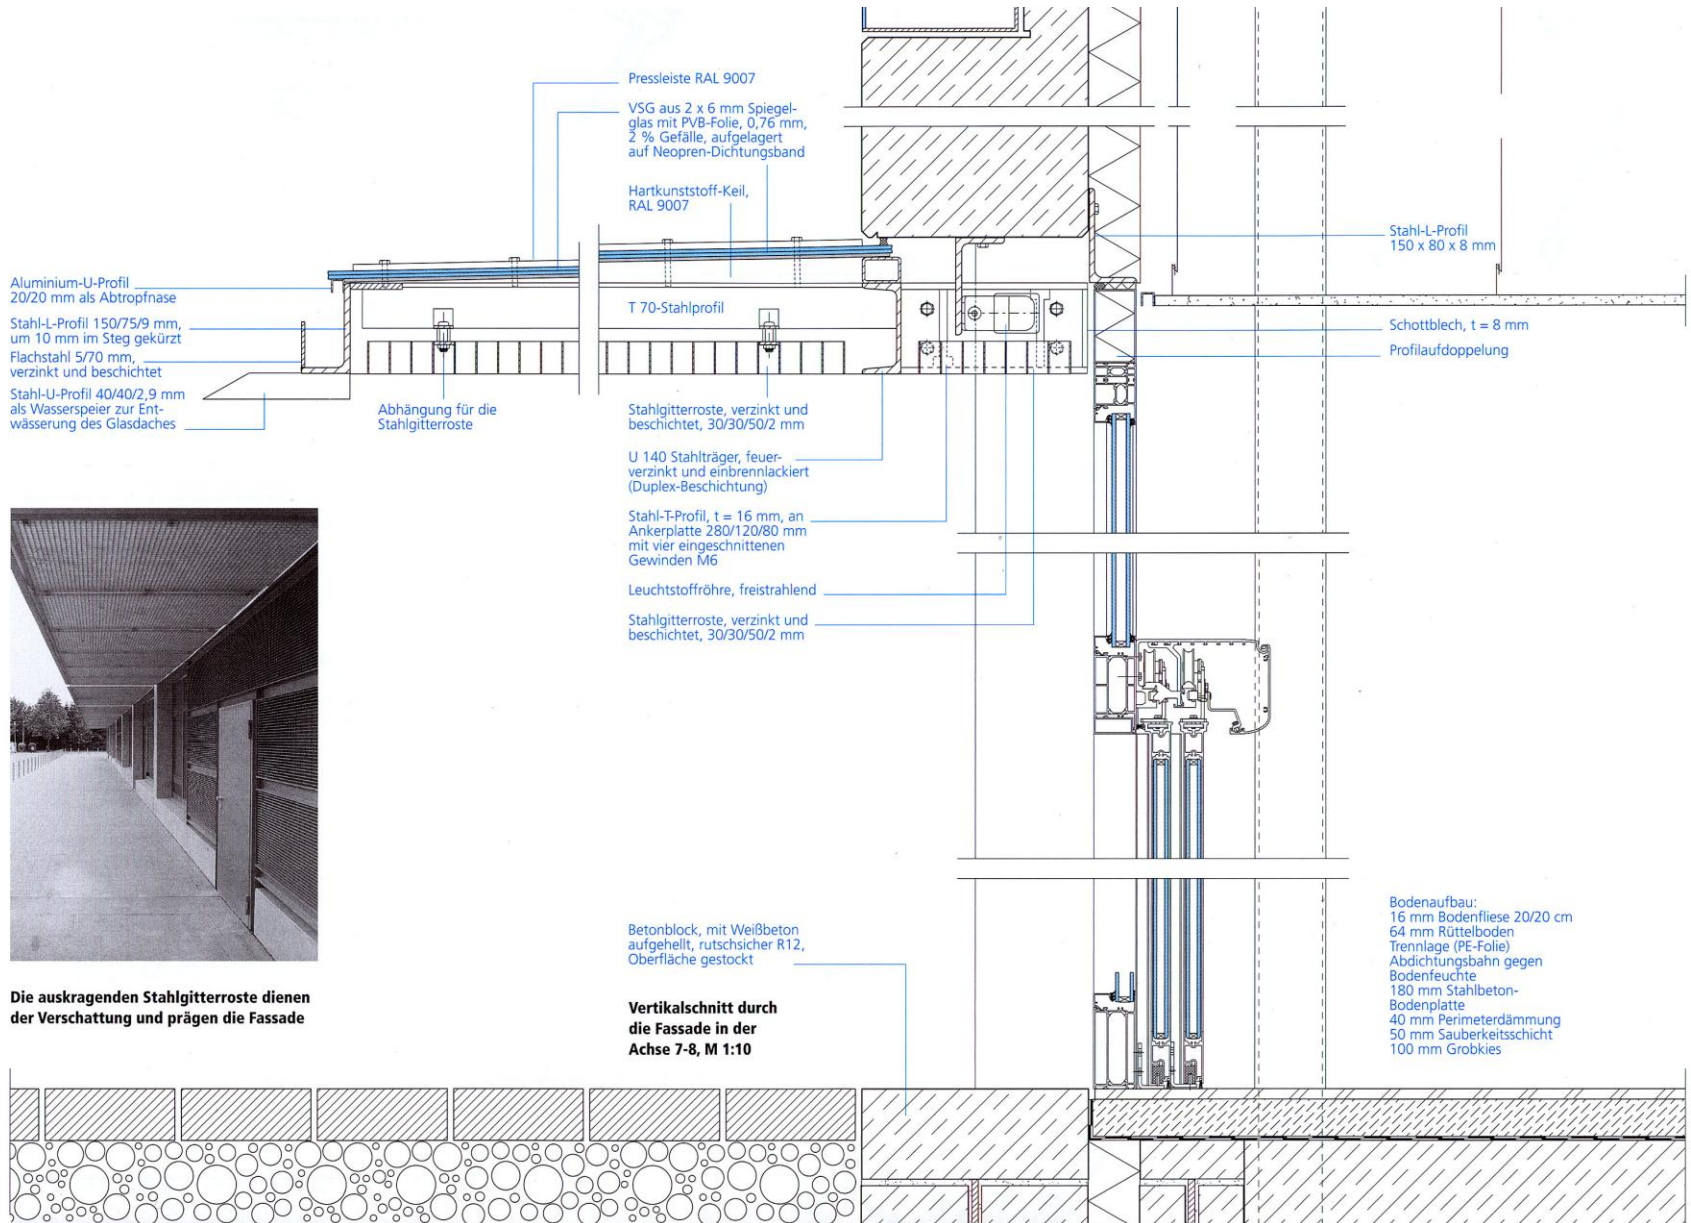 Pressleiste RAL 9007
VSG aus 2 x 6 mm Spiegel-
glas mit PVB-Folie, 0,76 mm,
2 % Gefälle, aufgelagert
auf Neopren-Dichtungsband
Hartkunststoff-Keil,
RAL 9007
Stahl-L-Profil
150 x 80 x 8 mm
Aluminium-U-Profil
20/20 mm als Abtropfnase
Stahl-L-Profil 150/75/9 mm,
um 10 mm im Steg gekürzt
Flachstahl 5/70 mm,
verzinkt und beschichtet
Stahl-U-Profil 40/40/2,9 mm
als Wasserspeier zur Ent-
wässerung des Glasdaches
T 70-Stahlprofil
Schottblech, t = 8 mm
Profilaufdoppelung
Abhängung für die
Stahlgitterroste
Stahlgitterroste, verzinkt und
beschichtet, 30/30/50/2 mm
U 140 Stahlträger, feuer-
verzinkt und einbrennlackiert
(Duplex-Beschichtung)
Stahl-T-Profil, t = 16 mm, an
Ankerplatte 280/120/80 mm
mit vier eingeschnittenen
Gewinden M6
Leuchtstoffröhre, freistrahlend
Stahlgitterroste, verzinkt und
beschichtet, 30/30/50/2 mm
Betonblock, mit Weißbeton
aufgehellt, rutschsicher R12,
Oberfläche gestockt
Bodenaufbau:
16 mm Bodenfliese 20/20 cm
64 mm Rüttelboden
Trennlage (PE-Folie)
Abdichtungsbahn gegen
Bodenfeuchte
180 mm Stahlbeton-
Bodenplatte
40 mm Perimeterdämmung
50 mm Sauberkeitsschicht
100 mm Grobkies
Die auskragenden Stahlgitterroste dienen
der Verschattung und prägen die Fassade
Vertikalschnitt durch
die Fassade in der
Achse 7-8, M 1:10